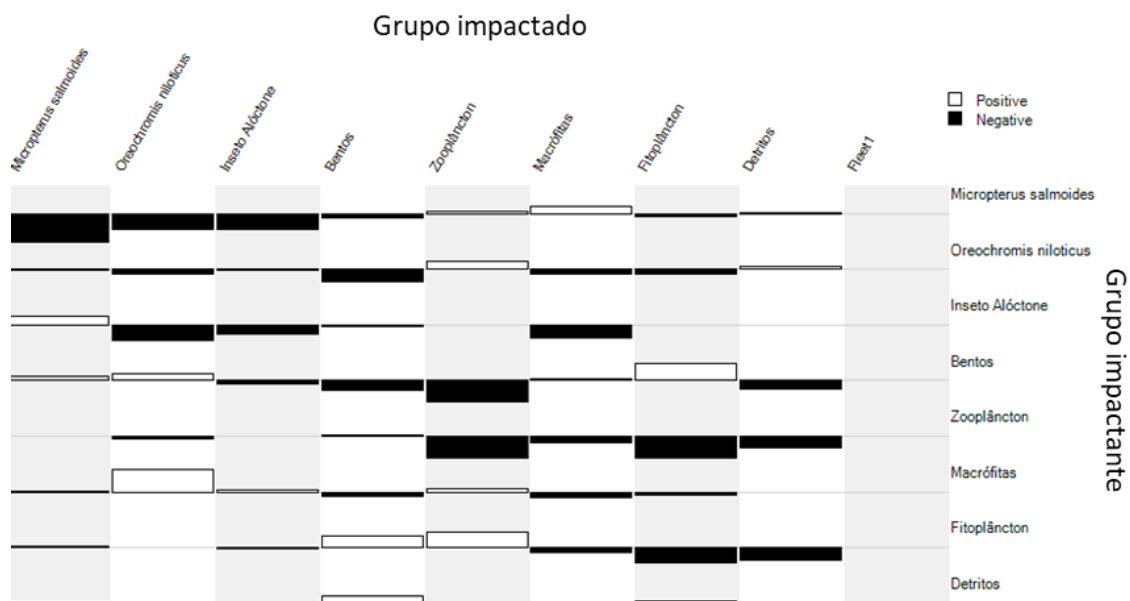 Grupo impactado
Micropterus salmoides
Oreochromis niloticus
Inseto Alóctone
Bentos
Zooplâncton
Macrófitas
Fitoplâncton
Detritos
Fleet1
Positive
Negative
Micropterus salmoides
Oreochromis niloticus
Inseto Alóctone
Bentos
Zooplâncton
Macrófitas
Fitoplâncton
Detritos
Grupo impactante